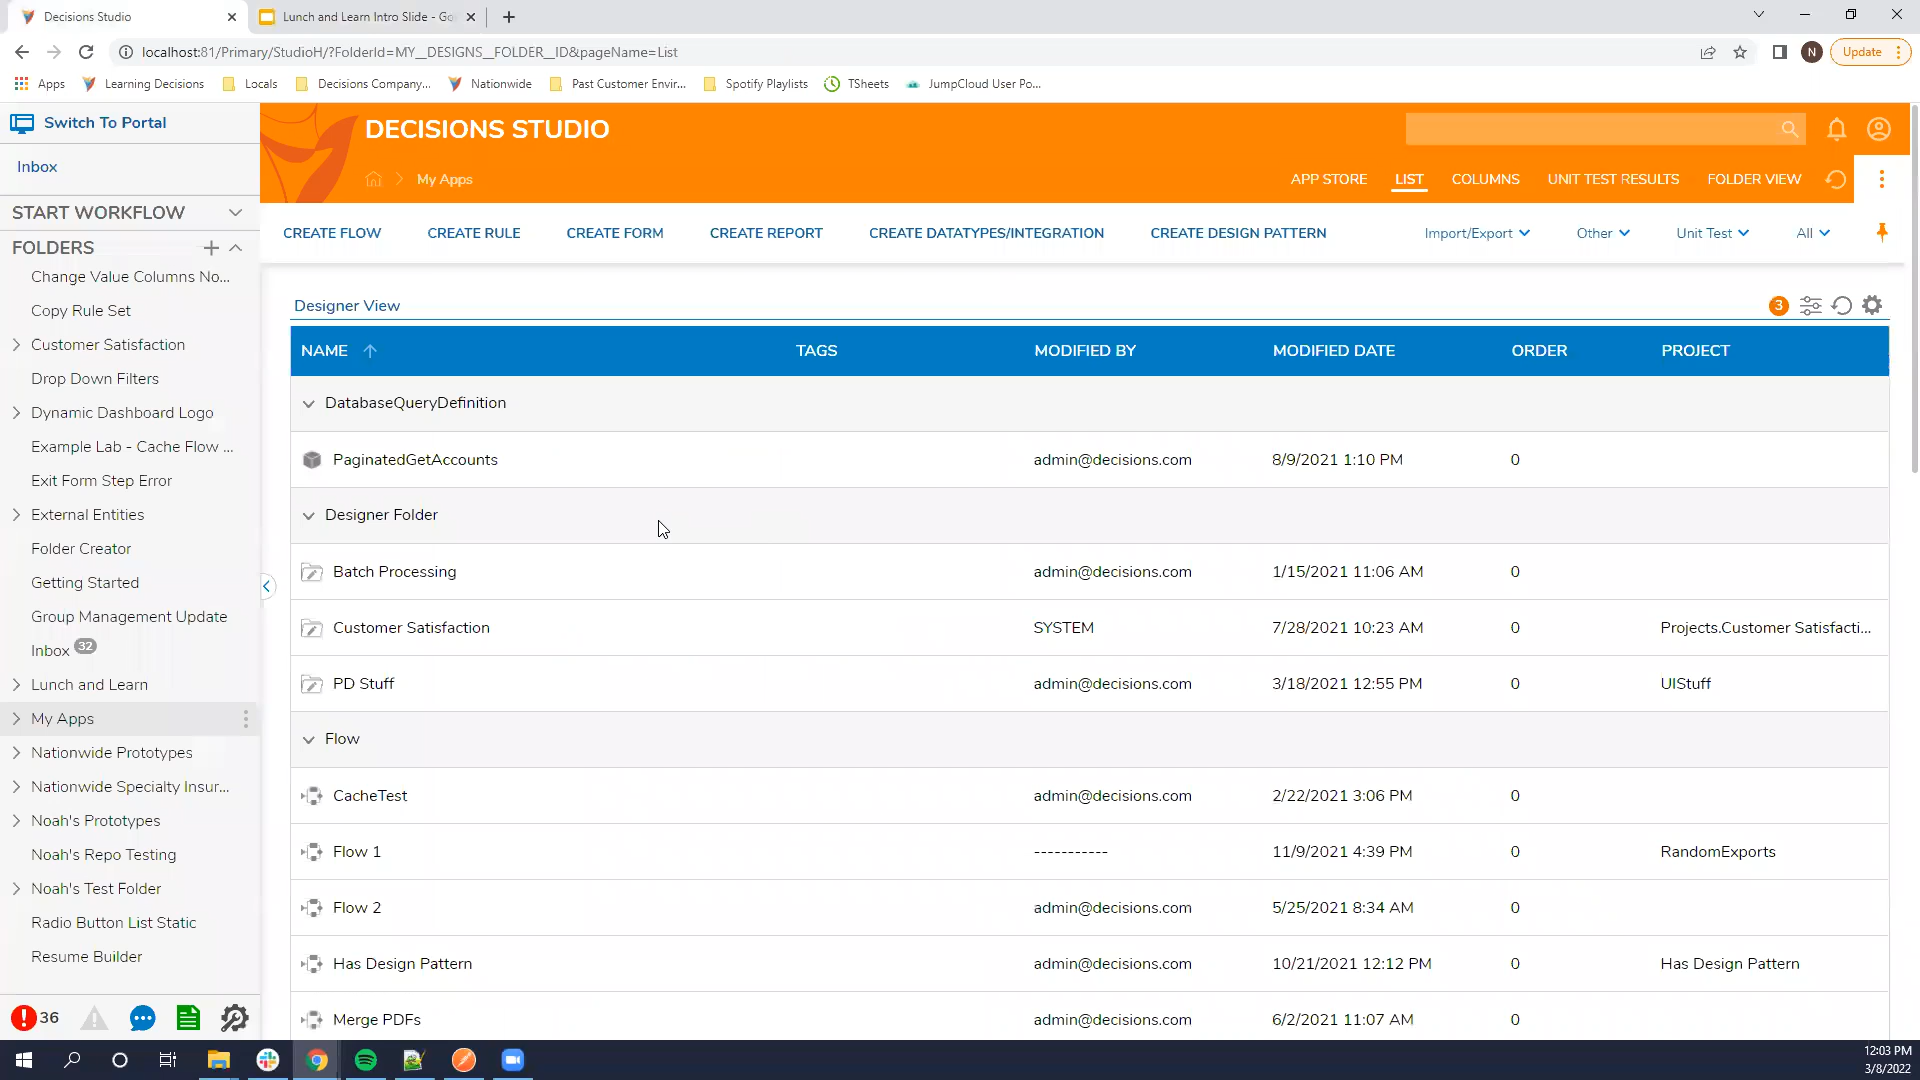 Decisions Studio
Lunch and Learn Intro Slide - Go
localhost:81/Primary/StudioH/?FolderId=MY__DESIGNS__FOLDER__ID&pageName=List
N
Update
Apps
Learning Decisions
Locals
Decisions Company...
Nationwide
Past Customer Envir...
Spotify Playlists
TSheets
JumpCloud User Po...
Switch To Portal
Inbox
START WORKFLOW
FOLDERS
Change Value Columns No...
Copy Rule Set
Customer Satisfaction
Drop Down Filters
Dynamic Dashboard Logo
Example Lab - Cache Flow ...
Exit Form Step Error
External Entities
Folder Creator
Getting Started
Group Management Update
Inbox 32
Lunch and Learn
My Apps
Nationwide Prototypes
Nationwide Specialty Insur...
Noah's Prototypes
Noah's Repo Testing
Noah's Test Folder
Radio Button List Static
Resume Builder
36
DECISIONS STUDIO
My Apps
APP STORE LIST COLUMNS UNIT TEST RESULTS FOLDER VIEW
CREATE FLOW CREATE RULE CREATE FORM CREATE REPORT CREATE DATATYPES/INTEGRATION CREATE DESIGN PATTERN Import/Export Other Unit Test All
Designer View 3
NAME TAGS MODIFIED BY MODIFIED DATE ORDER PROJECT
DatabaseQueryDefinition
PaginatedGetAccounts admin@decisions.com 8/9/2021 1:10 PM 0
Designer Folder
Batch Processing admin@decisions.com 1/15/2021 11:06 AM 0
Customer Satisfaction SYSTEM 7/28/2021 10:23 AM 0 Projects.Customer Satisfacti...
PD Stuff admin@decisions.com 3/18/2021 12:55 PM 0 UIStuff
Flow
CacheTest admin@decisions.com 2/22/2021 3:06 PM 0
Flow 1 ----------- 11/9/2021 4:39 PM 0 RandomExports
Flow 2 admin@decisions.com 5/25/2021 8:34 AM 0
Has Design Pattern admin@decisions.com 10/21/2021 12:12 PM 0 Has Design Pattern
Merge PDFs admin@decisions.com 6/2/2021 11:07 AM 0
12:03 PM
3/8/2022